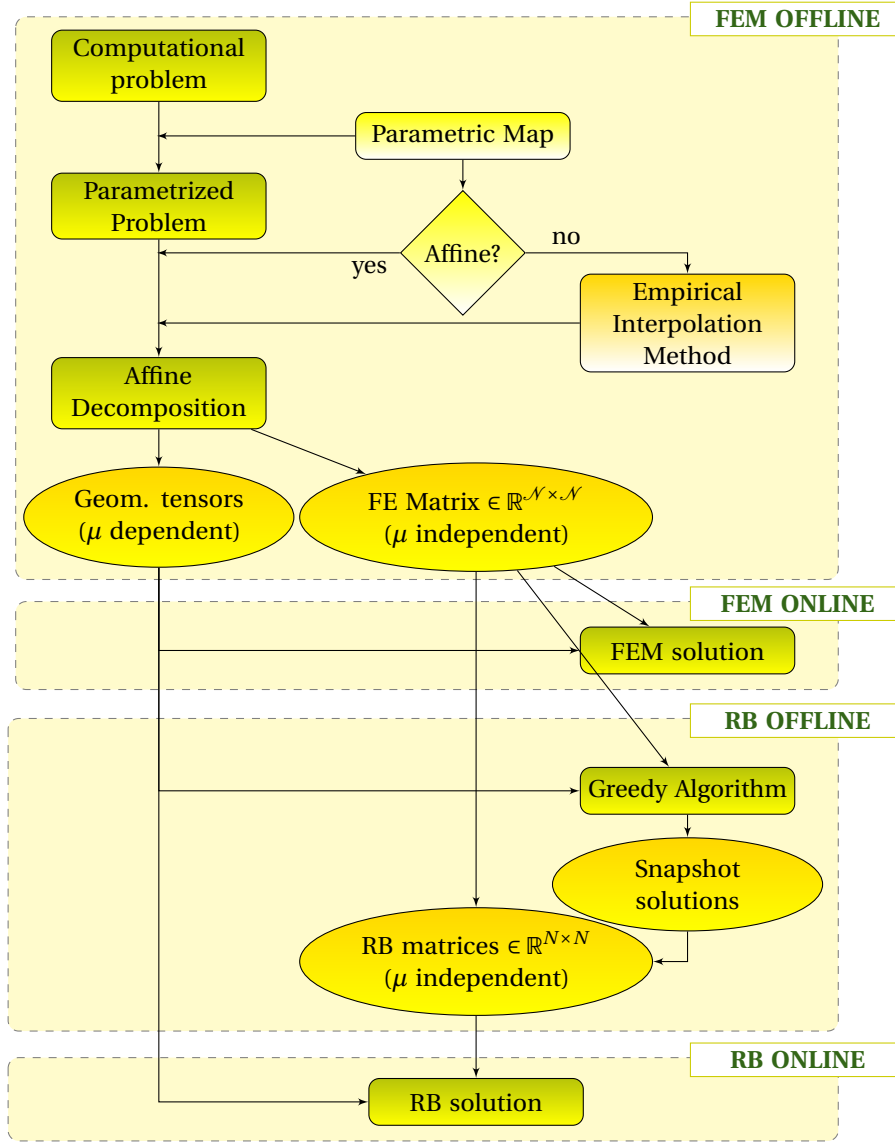 FEM OFFLINE
Computational
problem
Parametric Map
Parametrized
Problem
Affine?
yes
no
Empirical
Interpolation
Method
Affine
Decomposition
Geom. tensors
(μ dependent)
FE Matrix ∈ ℝ^{𝒩×𝒩}
(μ independent)
FEM ONLINE
FEM solution
RB OFFLINE
Greedy Algorithm
Snapshot
solutions
RB matrices ∈ ℝ^{N×N}
(μ independent)
RB ONLINE
RB solution